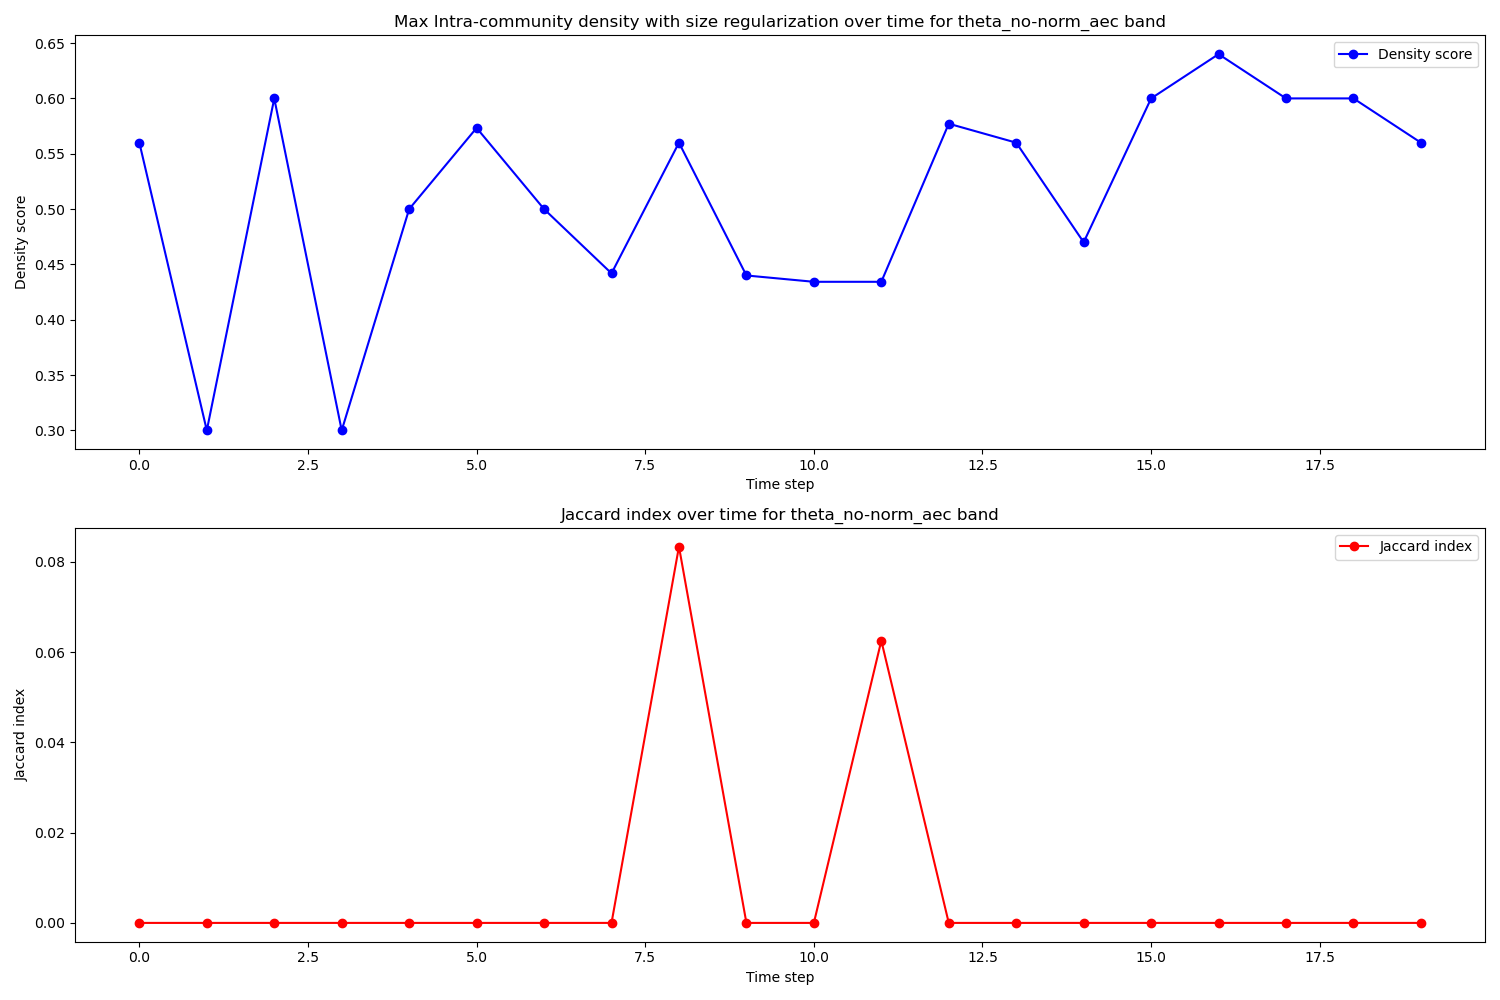 Max Intra-community density with size regularization over time for theta_no-norm_aec band
Density score
0.65
0.60
0.55
0.50
0.45
0.40
0.35
0.30
Density score
0.0 2.5 5.0 7.5 10.0 12.5 15.0 17.5
Time step
Jaccard index over time for theta_no-norm_aec band
Jaccard index
0.08
0.06
0.04
0.02
0.00
Jaccard index
0.0 2.5 5.0 7.5 10.0 12.5 15.0 17.5
Time step